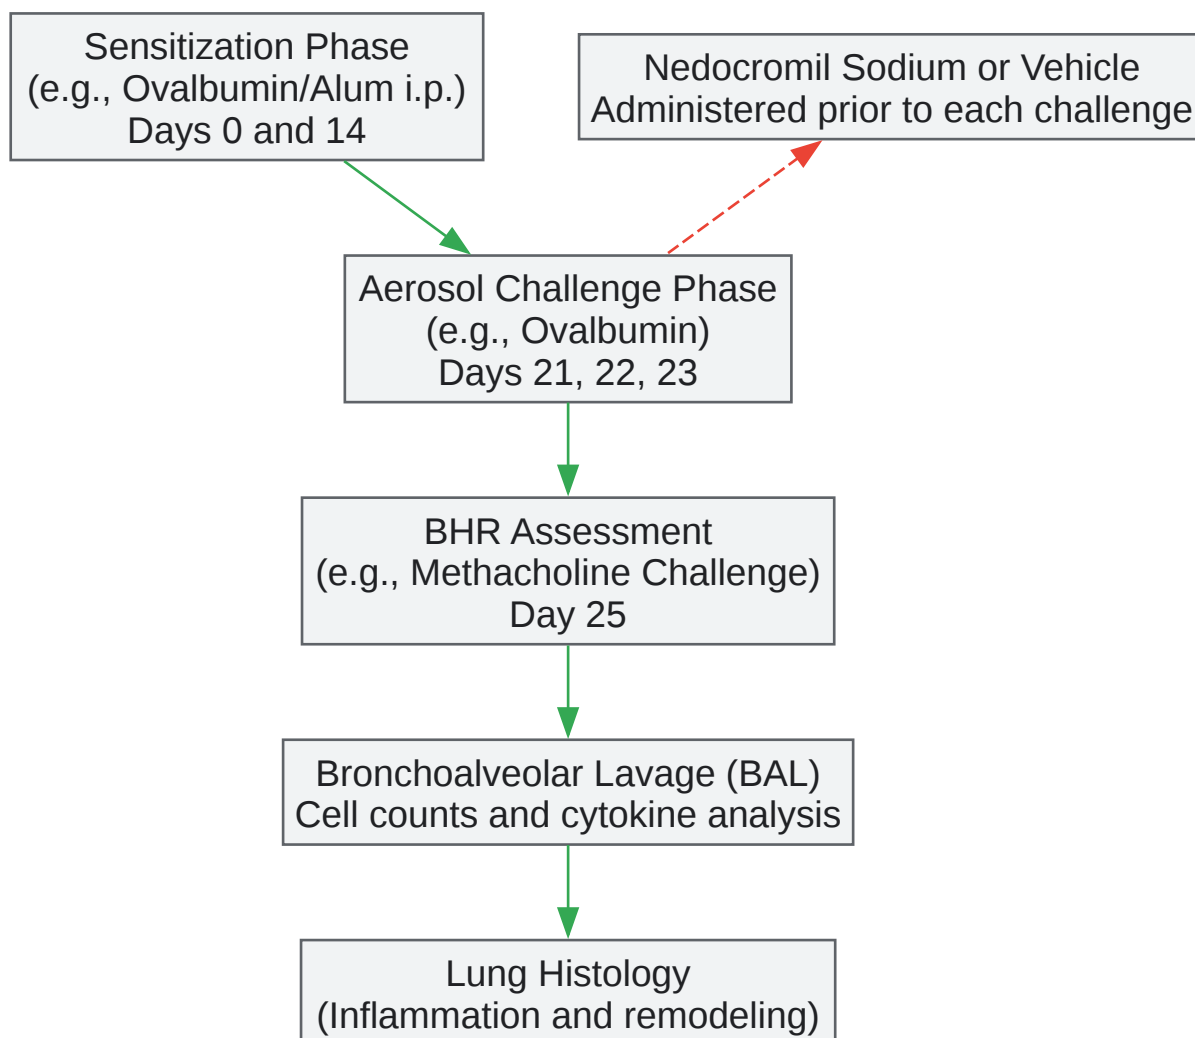 Sensitization Phase
(e.g., Ovalbumin/Alum i.p.)
Days 0 and 14
Nedocromil Sodium or Vehicle
Administered prior to each challenge
Aerosol Challenge Phase
(e.g., Ovalbumin)
Days 21, 22, 23
BHR Assessment
(e.g., Methacholine Challenge)
Day 25
Bronchoalveolar Lavage (BAL)
Cell counts and cytokine analysis
Lung Histology
(Inflammation and remodeling)